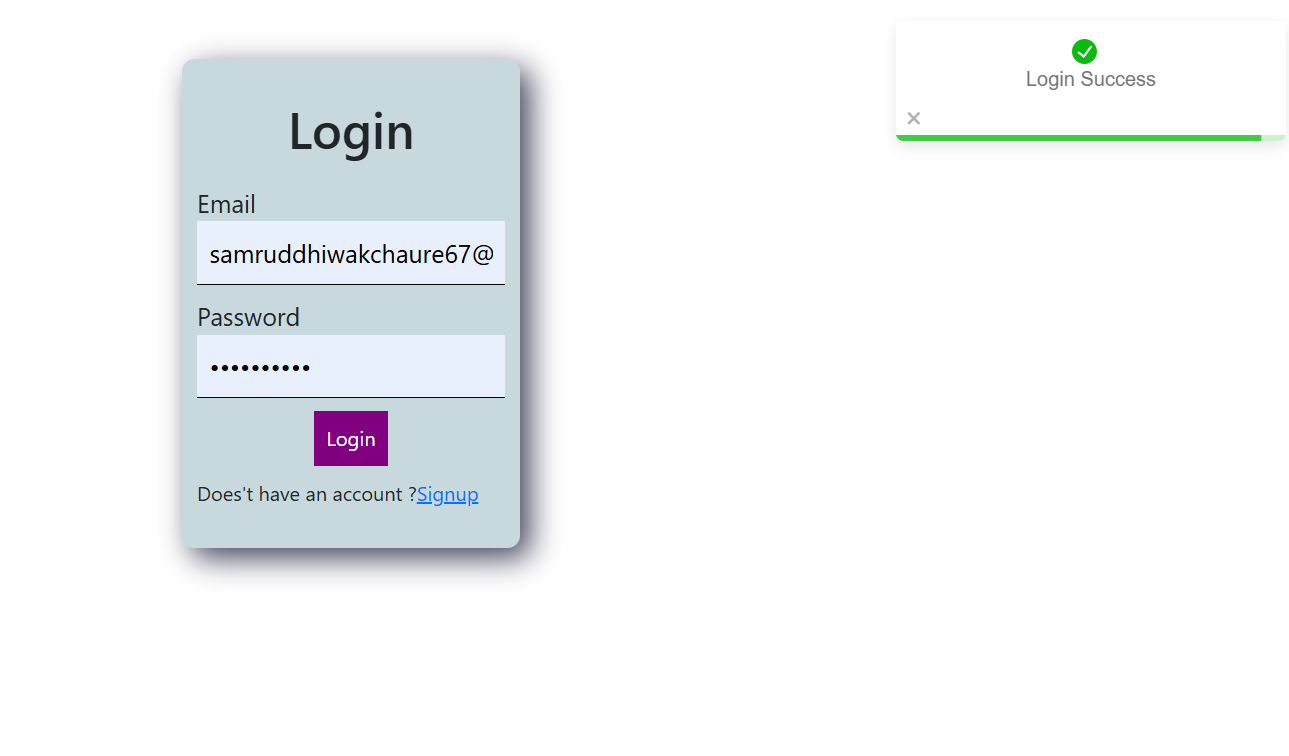 Login
Email
samruddhiwakchaure67@
Password
••••••••••
Login
Does't have an account ?Signup
Login Success